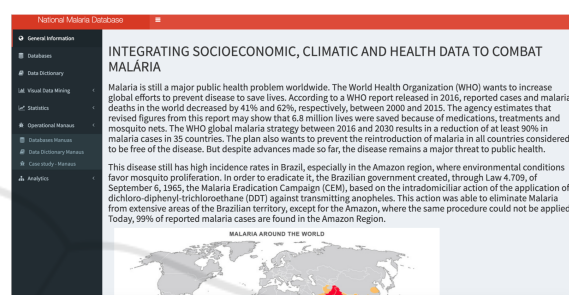 National Malaria Database
General Information
Databases
Data Dictionary
Visual Data Mining
Statistics
Operational Manaus
Databases Manaus
Data Dictionary Manaus
Case study - Manaus
Analytics
INTEGRATING SOCIOECONOMIC, CLIMATIC AND HEALTH DATA TO COMBAT
MALÁRIA
Malaria is still a major public health problem worldwide. The World Health Organization (WHO) wants to increase
global efforts to prevent disease to save lives. According to a WHO report released in 2016, reported cases and malaria
deaths in the world decreased by 41% and 62%, respectively, between 2000 and 2015. The agency estimates that
revised figures from this report may show that 6.8 million lives were saved because of medications, treatments and
mosquito nets. The WHO global malaria strategy between 2016 and 2030 results in a reduction of at least 90% in
malaria cases in 35 countries. The plan also wants to prevent the reintroduction of malaria in all countries considered
to be free of the disease. But despite advances made so far, the disease remains a major threat to public health.
This disease still has high incidence rates in Brazil, especially in the Amazon region, where environmental conditions
favor mosquito proliferation. In order to eradicate it, the Brazilian government created, through Law 4.709, of
September 6, 1965, the Malaria Eradication Campaign (CEM), based on the intradomiciliar action of the application of
dichloro-diphenyl-trichloroethane (DDT) against transmitting anopheles. This action was able to eliminate Malaria
from extensive areas of the Brazilian territory, except for the Amazon, where the same procedure could not be applied
Today, 99% of reported malaria cases are found in the Amazon Region.
MALARIA AROUND THE WORLD